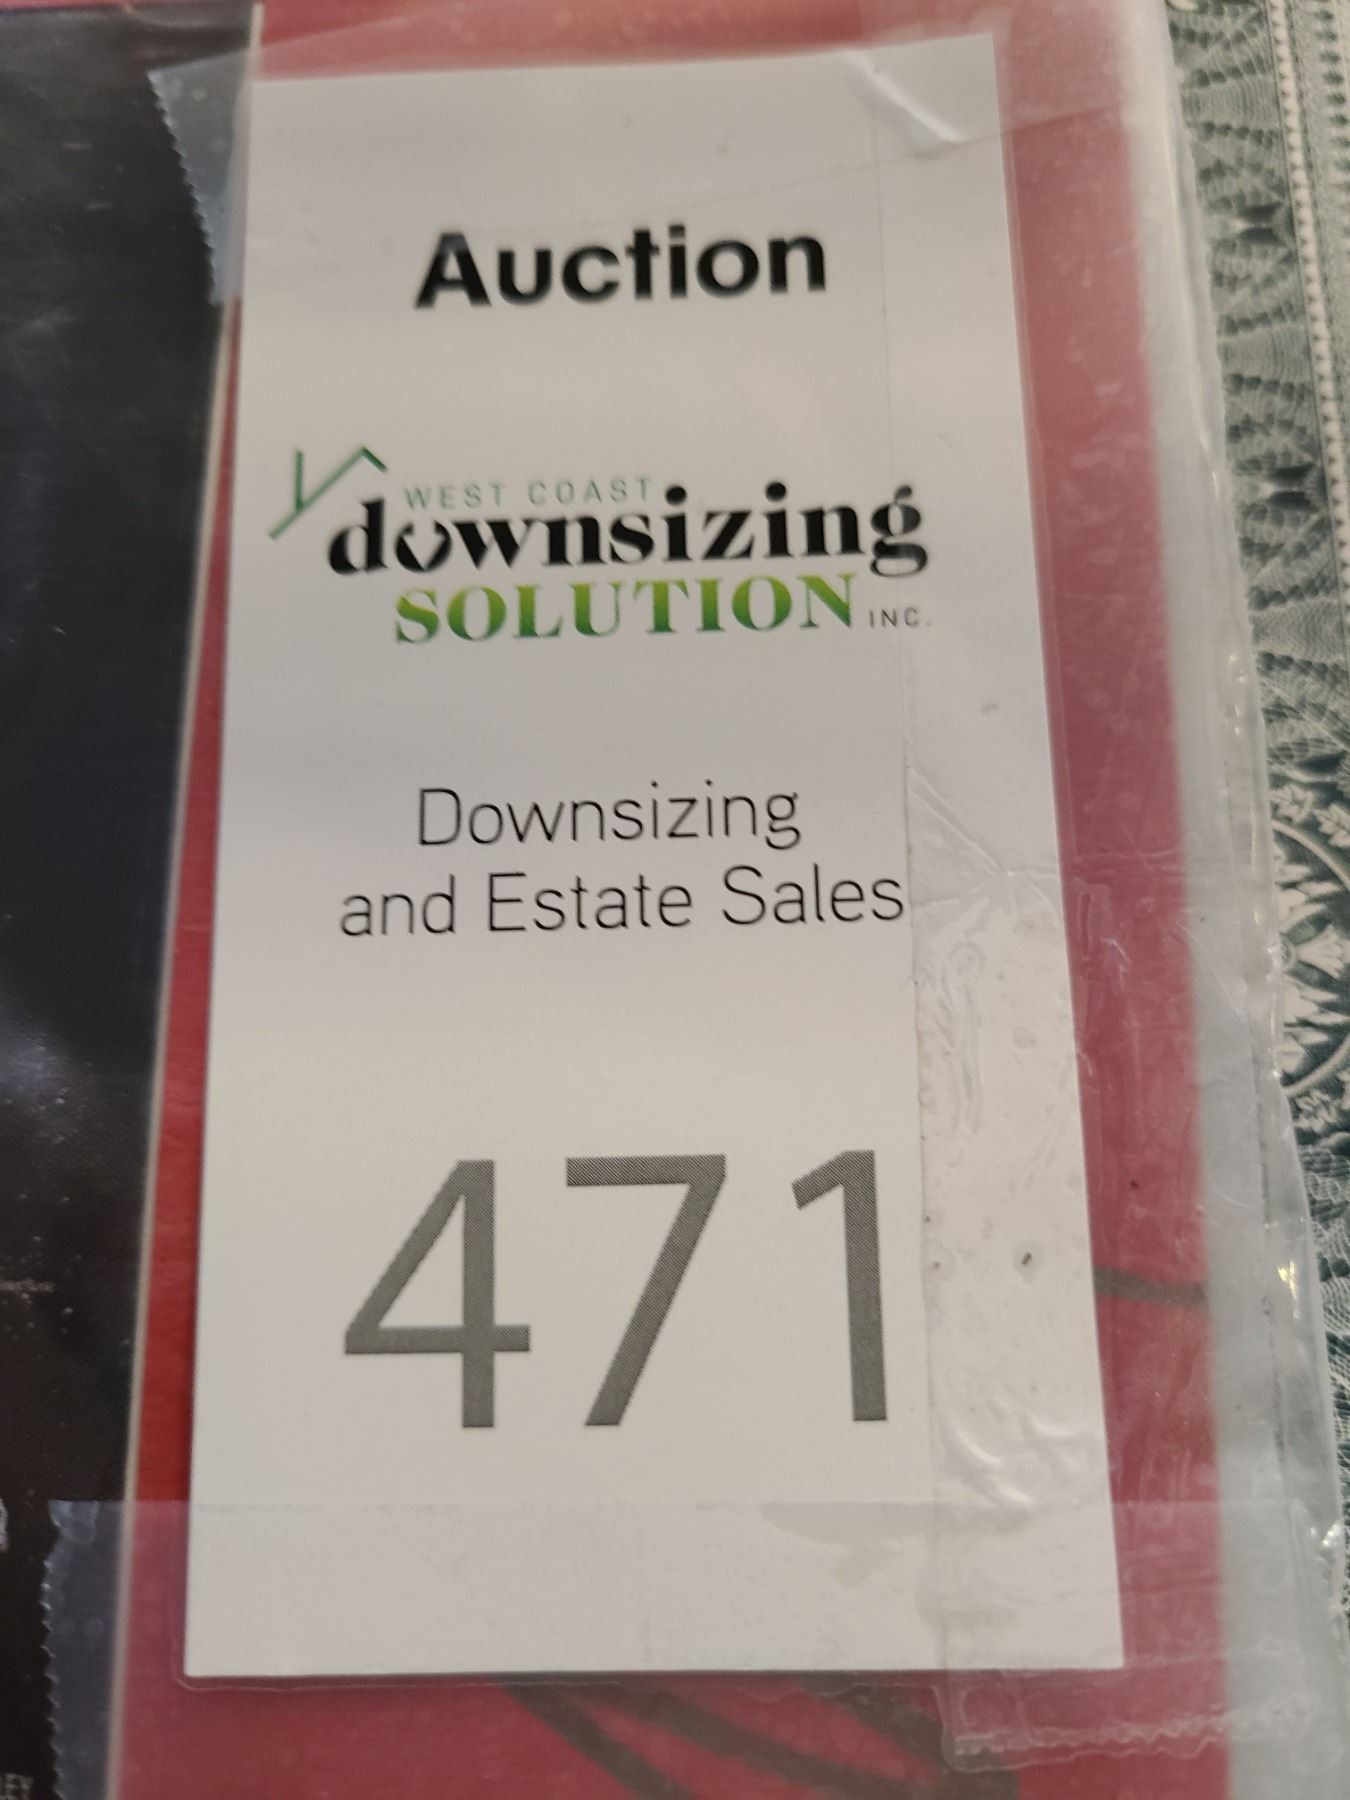 Auction
WEST COAST
downsizing
SOLUTION INC.
Downsizing
and Estate Sales
471